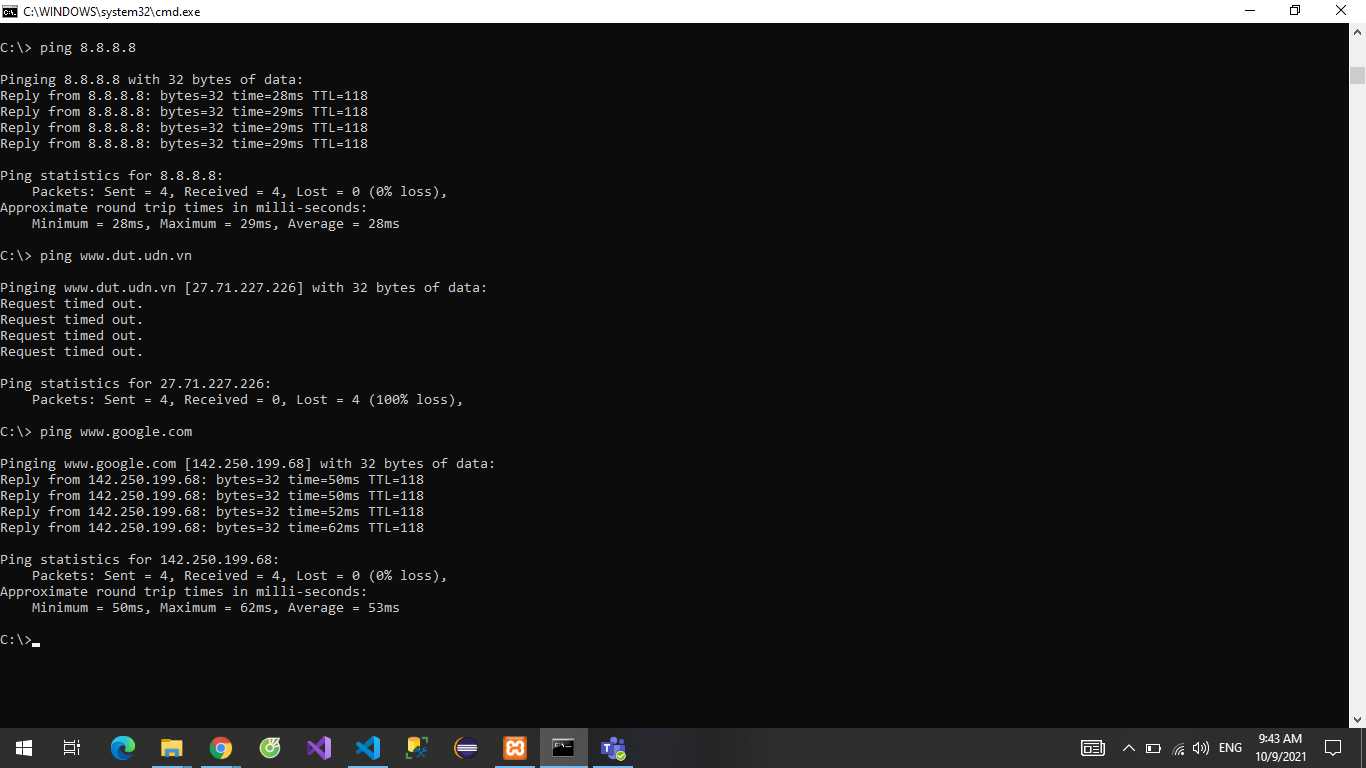 C:\WINDOWS\system32\cmd.exe
C:\> ping 8.8.8.8
Pinging 8.8.8.8 with 32 bytes of data:
Reply from 8.8.8.8: bytes=32 time=28ms TTL=118
Reply from 8.8.8.8: bytes=32 time=29ms TTL=118
Reply from 8.8.8.8: bytes=32 time=29ms TTL=118
Reply from 8.8.8.8: bytes=32 time=29ms TTL=118
Ping statistics for 8.8.8.8:
    Packets: Sent = 4, Received = 4, Lost = 0 (0% loss),
Approximate round trip times in milli-seconds:
    Minimum = 28ms, Maximum = 29ms, Average = 28ms
C:\> ping www.dut.udn.vn
Pinging www.dut.udn.vn [27.71.227.226] with 32 bytes of data:
Request timed out.
Request timed out.
Request timed out.
Request timed out.
Ping statistics for 27.71.227.226:
    Packets: Sent = 4, Received = 0, Lost = 4 (100% loss),
C:\> ping www.google.com
Pinging www.google.com [142.250.199.68] with 32 bytes of data:
Reply from 142.250.199.68: bytes=32 time=50ms TTL=118
Reply from 142.250.199.68: bytes=32 time=50ms TTL=118
Reply from 142.250.199.68: bytes=32 time=52ms TTL=118
Reply from 142.250.199.68: bytes=32 time=62ms TTL=118
Ping statistics for 142.250.199.68:
    Packets: Sent = 4, Received = 4, Lost = 0 (0% loss),
Approximate round trip times in milli-seconds:
    Minimum = 50ms, Maximum = 62ms, Average = 53ms
C:\>
ENG
9:43 AM
10/9/2021